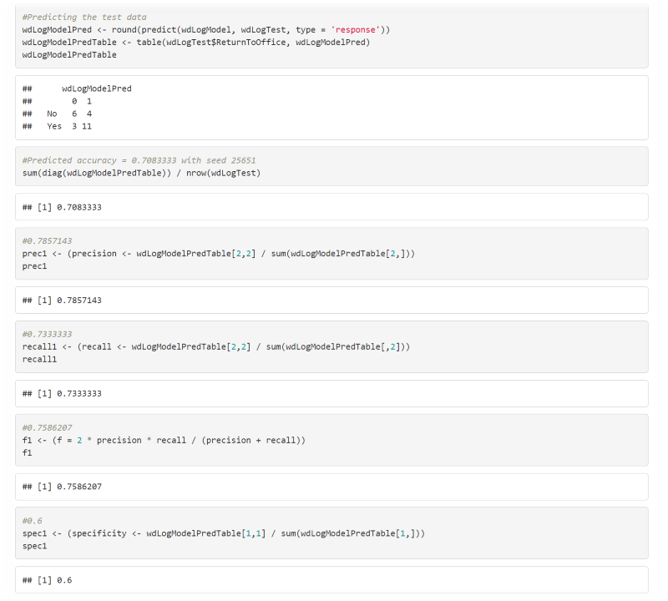 #Predicting the test data
wdLogModelPred <- round(predict(wdLogModel, wdLogTest, type = 'response'))
wdLogModelPredTable <- table(wdLogTest$ReturnToOffice, wdLogModelPred)
wdLogModelPredTable
##      wdLogModelPred
##        0  1
##   No   6  4
##   Yes  3 11
#Predicted accuracy = 0.7083333 with seed 25651
sum(diag(wdLogModelPredTable)) / nrow(wdLogTest)
## [1] 0.7083333
#0.7857143
prec1 <- (precision <- wdLogModelPredTable[2,2] / sum(wdLogModelPredTable[2,]))
prec1
## [1] 0.7857143
#0.7333333
recall1 <- (recall <- wdLogModelPredTable[2,2] / sum(wdLogModelPredTable[,2]))
recall1
## [1] 0.7333333
#0.7586207
f1 <- (f = 2 * precision * recall / (precision + recall))
f1
## [1] 0.7586207
#0.6
spec1 <- (specificity <- wdLogModelPredTable[1,1] / sum(wdLogModelPredTable[1,]))
spec1
## [1] 0.6